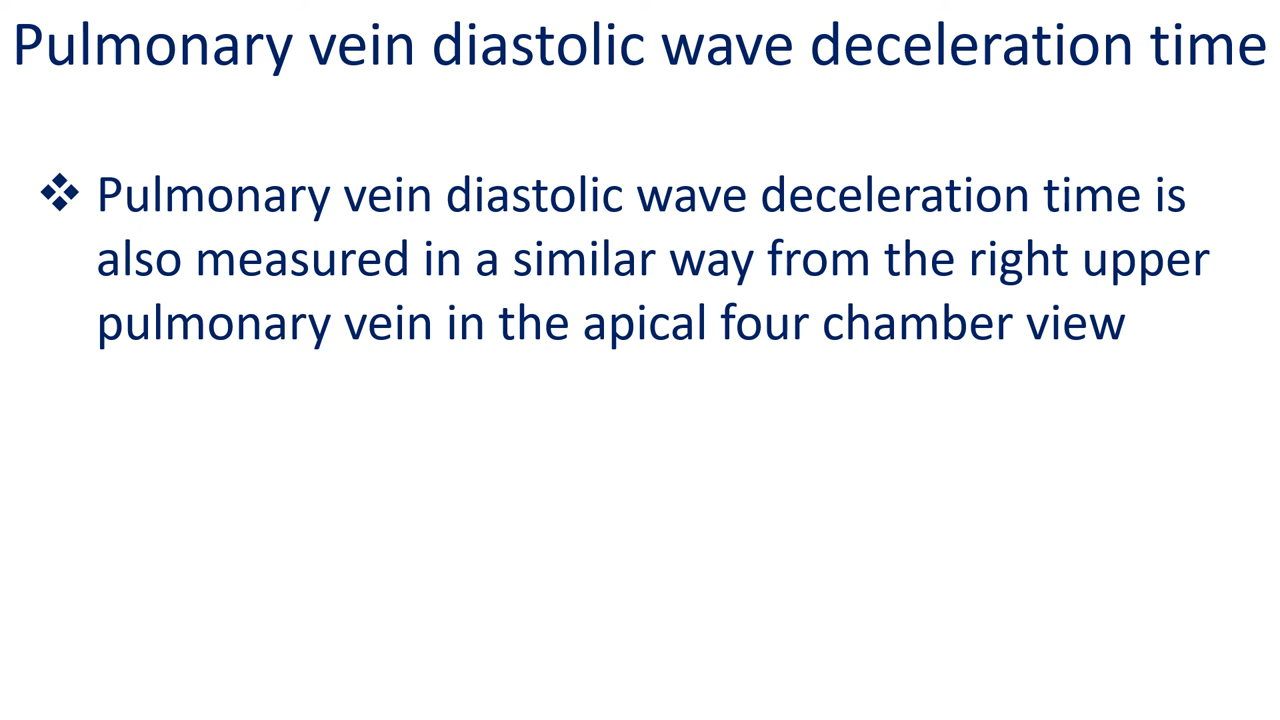 Pulmonary vein diastolic wave deceleration time
❖ Pulmonary vein diastolic wave deceleration time is
also measured in a similar way from the right upper
pulmonary vein in the apical four chamber view